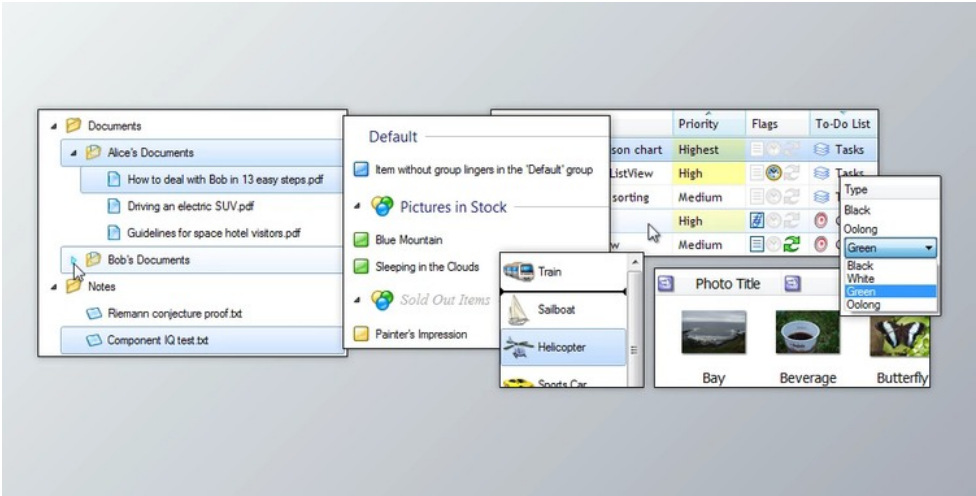 Documents
Alice's Documents
How to deal with Bob in 13 easy steps.pdf
Driving an electric SUV.pdf
Guidelines for space hotel visitors.pdf
Bob's Documents
Notes
Riemann conjecture proof.txt
Component IQ test.txt
Default
Item without group lingers in the 'Default' group
Pictures in Stock
Blue Mountain
Sleeping in the Clouds
Sold Out Items
Painter's Impression
Priority Flags To-Do List
son chart Highest Tasks
ListView High Tasks
sorting Medium
High
Medium
Train
Sailboat
Helicopter
Sports Car
Type
Black
Oolong
Green
Black
White
Green
Oolong
Photo Title
Bay Beverage Butterfly